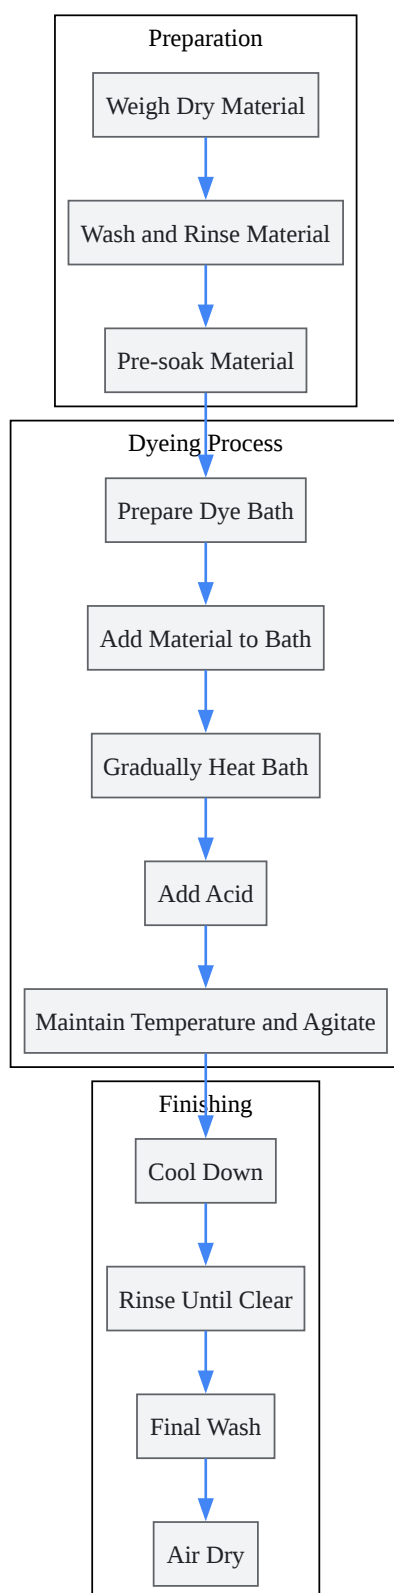 Preparation
Weigh Dry Material
Wash and Rinse Material
Pre-soak Material
Dyeing Process
Prepare Dye Bath
Add Material to Bath
Gradually Heat Bath
Add Acid
Maintain Temperature and Agitate
Finishing
Cool Down
Rinse Until Clear
Final Wash
Air Dry